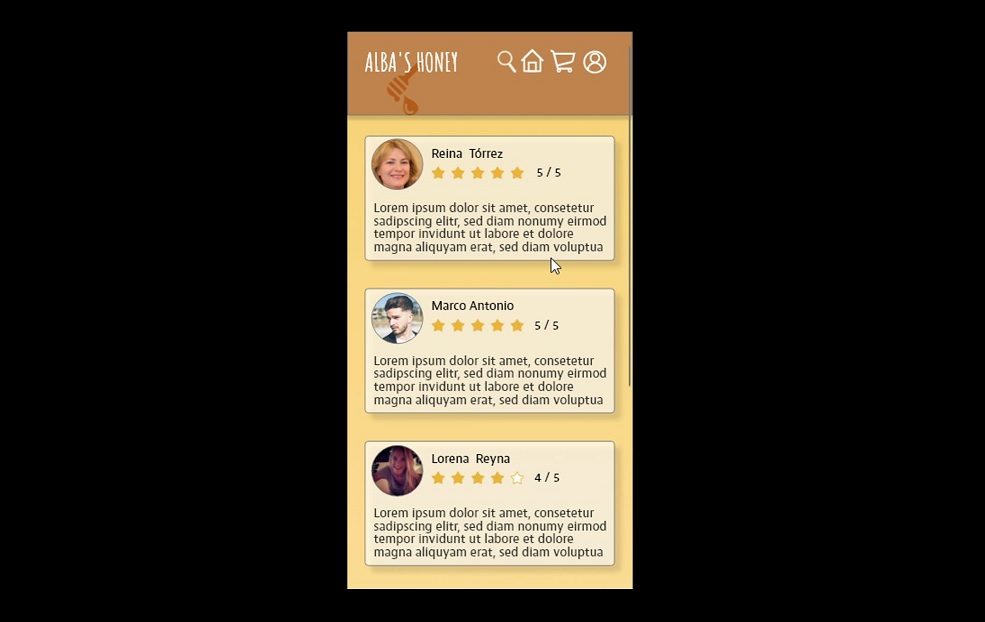 ALBA'S HONEY
Reina Tórrez
5 / 5
Lorem ipsum dolor sit amet, consetetur
sadipscing elitr, sed diam nonumy eirmod
tempor invidunt ut labore et dolore
magna aliquyam erat, sed diam voluptua
Marco Antonio
5 / 5
Lorem ipsum dolor sit amet, consetetur
sadipscing elitr, sed diam nonumy eirmod
tempor invidunt ut labore et dolore
magna aliquyam erat, sed diam voluptua
Lorena Reyna
4 / 5
Lorem ipsum dolor sit amet, consetetur
sadipscing elitr, sed diam nonumy eirmod
tempor invidunt ut labore et dolore
magna aliquyam erat, sed diam voluptua